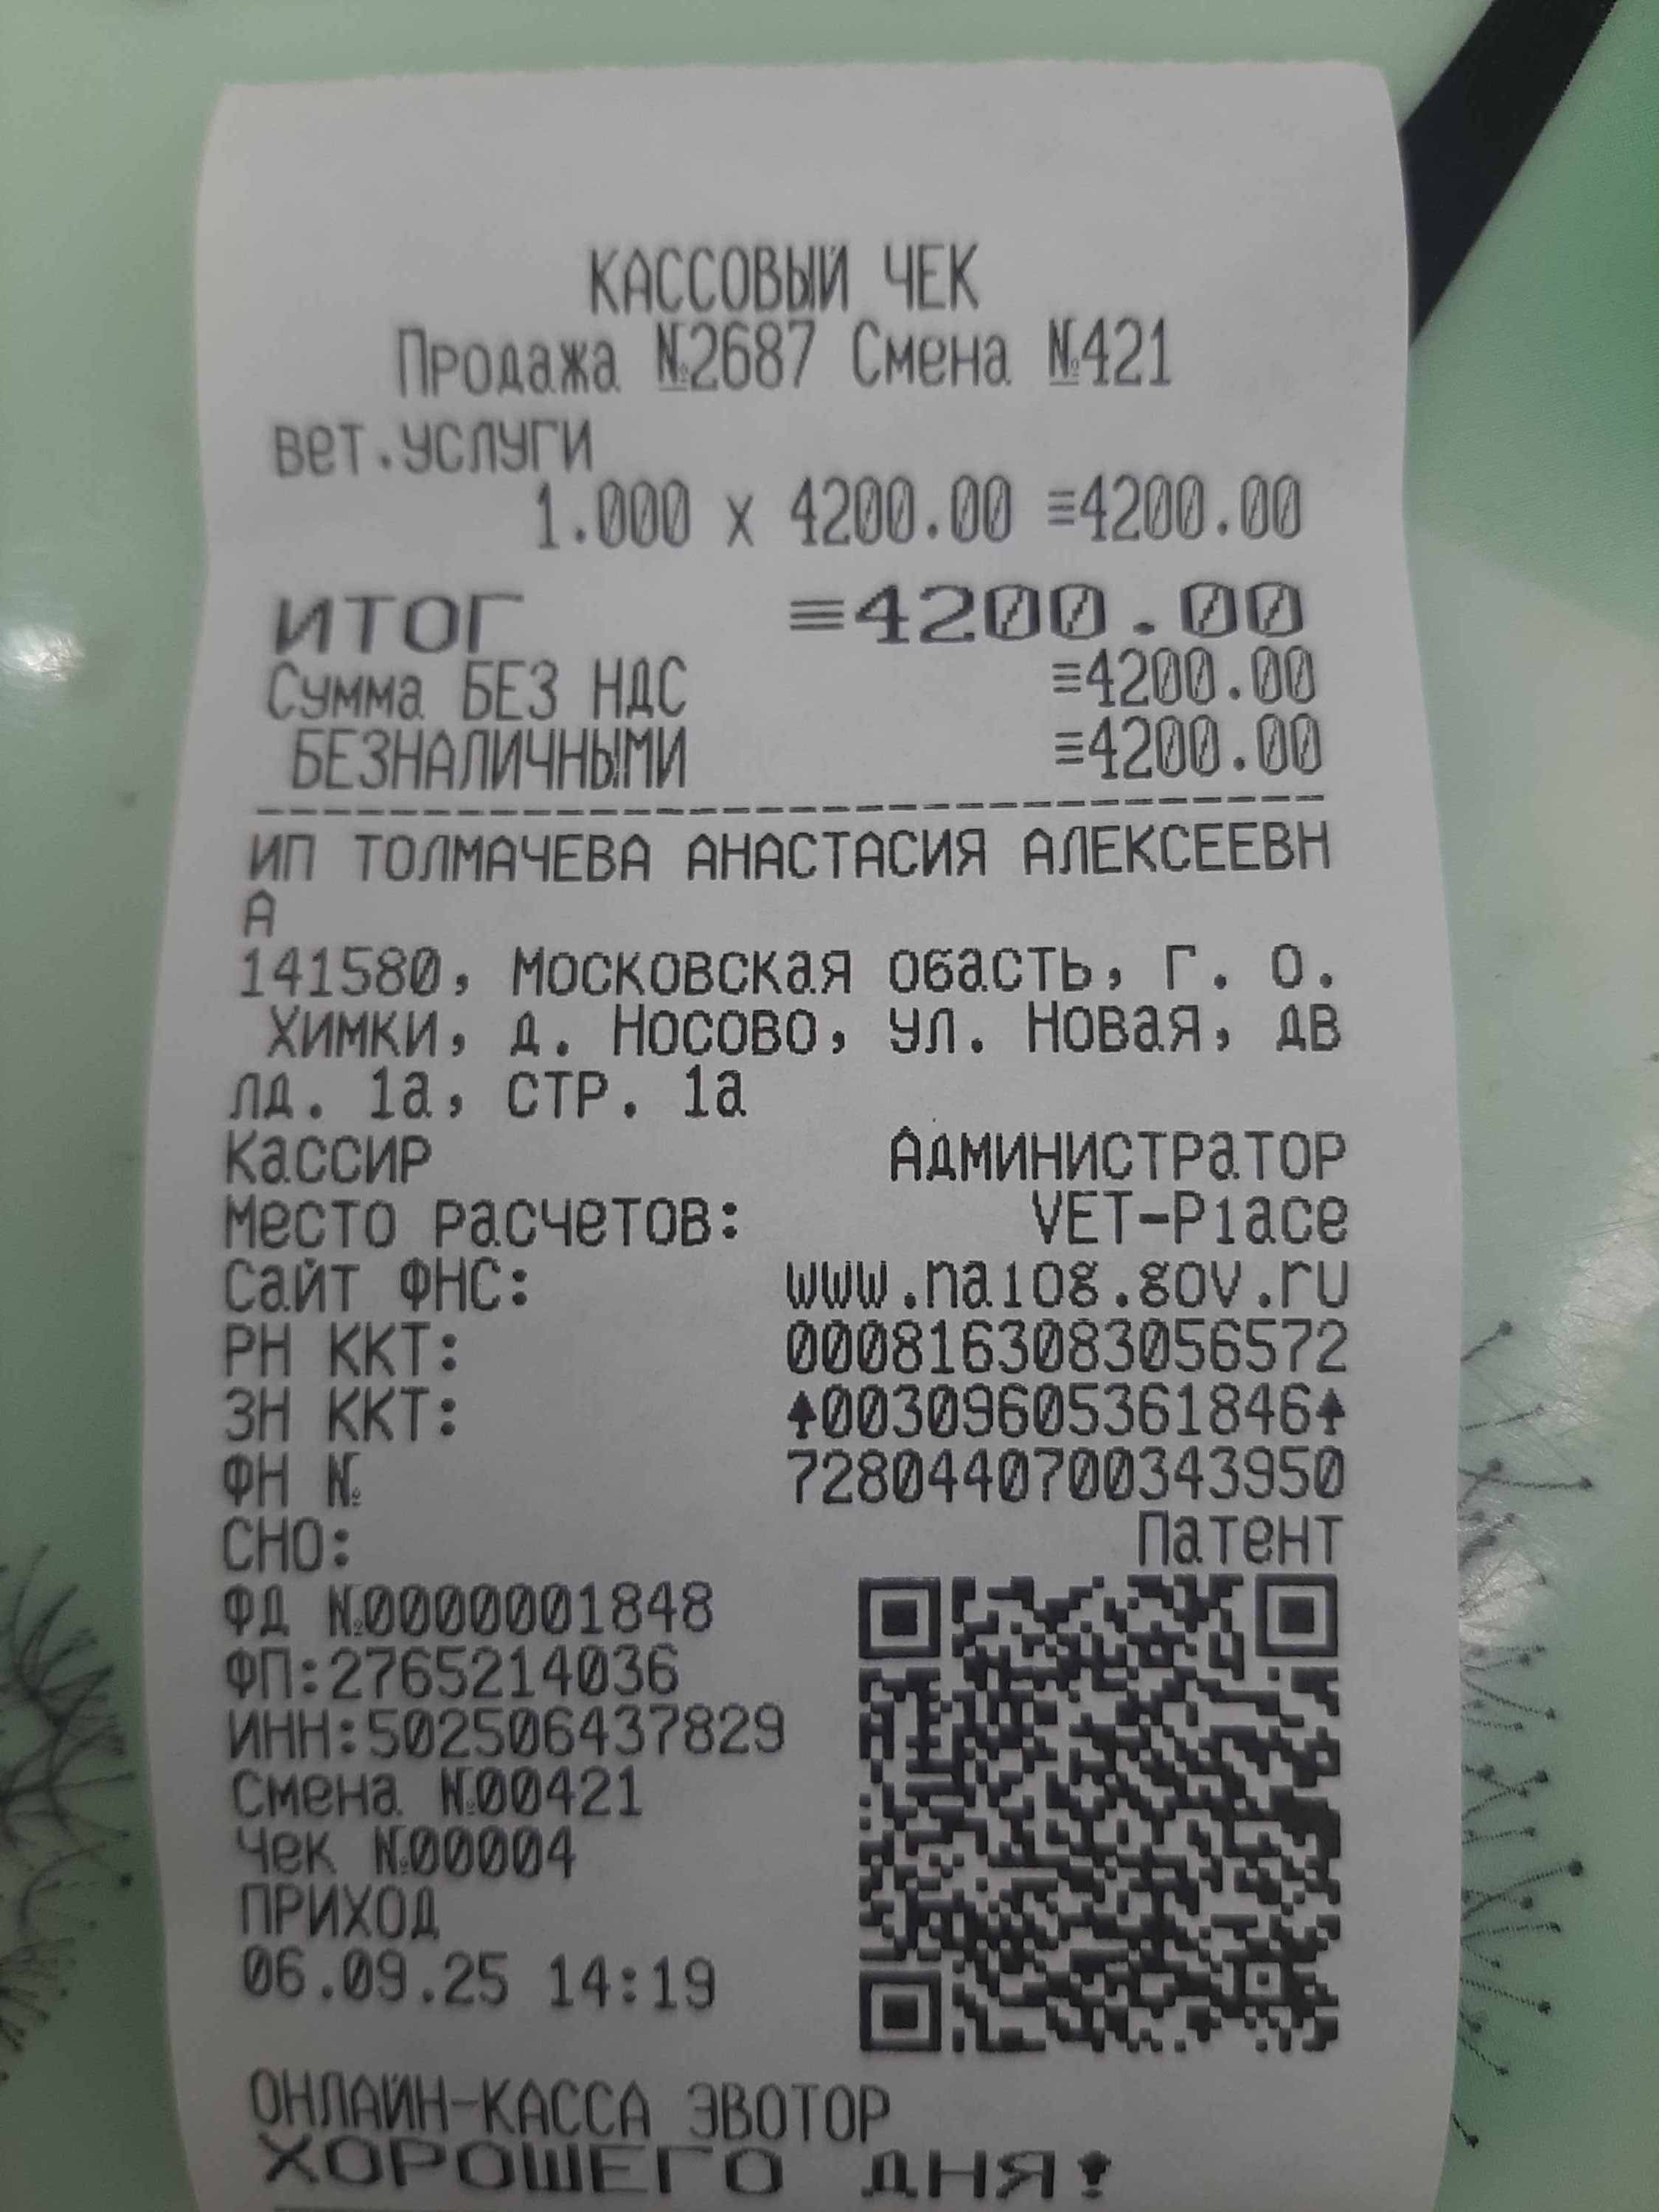 КАССОВЫЙ ЧЕК
Продажа №2687 Смена №421
вет.услуги
1.000 x 4200.00 ≡4200.00
ИТОГ ≡4200.00
Сумма БЕЗ НДС ≡4200.00
БЕЗНАЛИЧНЫМИ ≡4200.00
ИП ТОЛМАЧЕВА АНАСТАСИЯ АЛЕКСЕЕВН
А
141580, Московская обасть, г. о.
Химки, д. Носово, ул. Новая, дв
лд. 1а, стр. 1а
Кассир Администратор
Место расчетов: VET-Place
Сайт ФНС: www.nalog.gov.ru
РН ККТ: 0008163083056572
ЗН ККТ: ♠00309605361846♠
ФН № 7280440700343950
СНО: Патент
ФД №0000001848
ФП:2765214036
ИНН:502506437829
Смена №00421
Чек №00004
ПРИХОД
06.09.25 14:19
ОНЛАЙН-КАССА ЭВОТОР
ХОРОШЕГО ДНЯ!